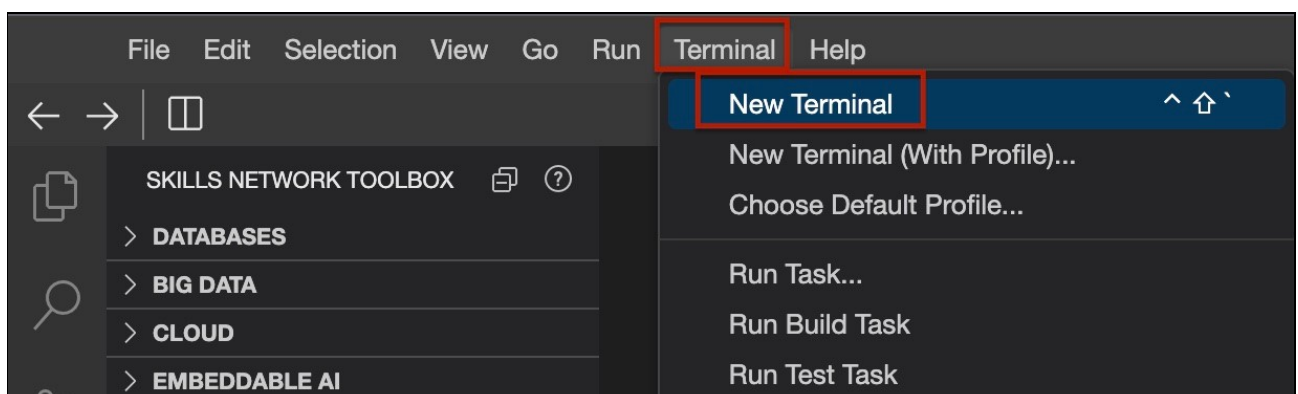 File Edit Selection View Go Run Terminal Help
New Terminal ^⇧`
New Terminal (With Profile)...
Choose Default Profile...
Run Task...
Run Build Task
Run Test Task
SKILLS NETWORK TOOLBOX
DATABASES
BIG DATA
CLOUD
EMBEDDABLE AI